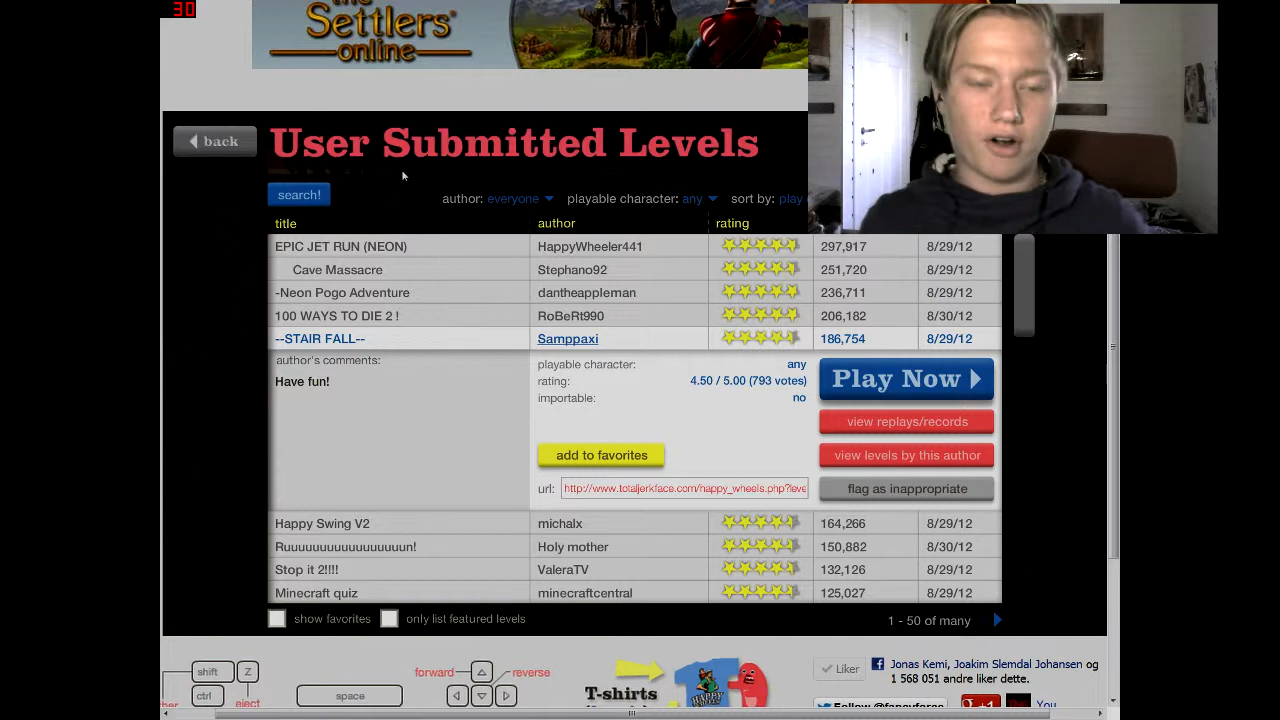 30
the
Settlers
online
back
User Submitted Levels
search!
author: everyone playable character: any sort by: play
title author rating
EPIC JET RUN (NEON) HappyWheeler441 297,917 8/29/12
Cave Massacre Stephano92 251,720 8/29/12
-Neon Pogo Adventure dantheappleman 236,711 8/29/12
100 WAYS TO DIE 2 ! RoBeRt990 206,182 8/30/12
--STAIR FALL-- Samppaxi 186,754 8/29/12
author's comments:
Have fun!
playable character: any
rating: 4.50 / 5.00 (793 votes)
importable: no
add to favorites
url: http://www.totaljerkface.com/happy_wheels.php?leve
Play Now
view replays/records
view levels by this author
flag as inappropriate
Happy Swing V2 michalx 164,266 8/29/12
Ruuuuuuuuuuuuuuuun! Holy mother 150,882 8/30/12
Stop it 2!!!! ValeraTV 132,126 8/29/12
Minecraft quiz minecraftcentral 125,027 8/29/12
show favorites only list featured levels 1 - 50 of many
shift Z
ctrl
eject
space
forward reverse
T-shirts
HAPPY
Liker
Jonas Kemi, Joakim Slemdal Johansen og
1 568 051 andre liker dette.
Follow @fancyforce
+1
You